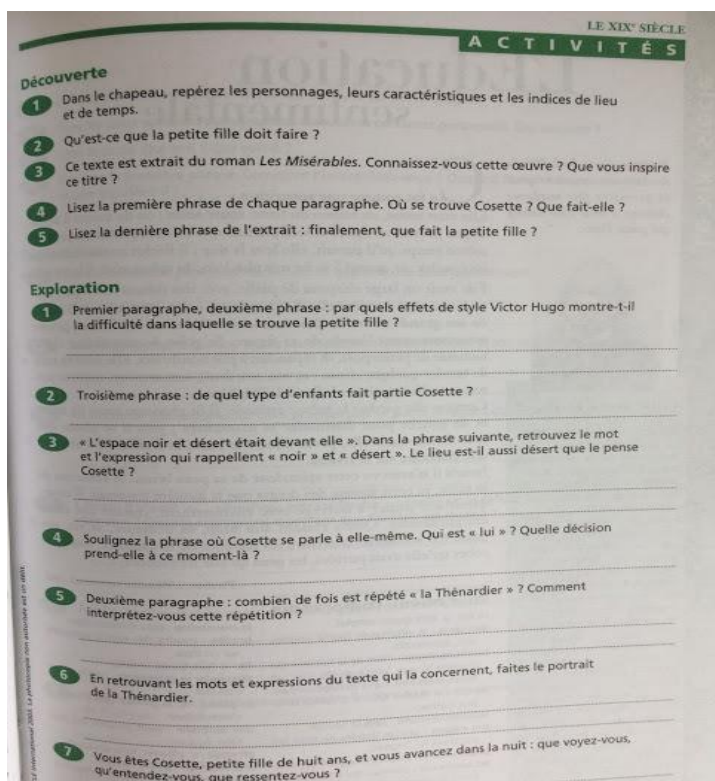 LE XIXᵉ SIÈCLE
ACTIVITÉS
Découverte
1 Dans le chapeau, repérez les personnages, leurs caractéristiques et les indices de lieu
et de temps.
2 Qu'est-ce que la petite fille doit faire ?
3 Ce texte est extrait du roman Les Misérables. Connaissez-vous cette œuvre ? Que vous inspire
ce titre ?
4 Lisez la première phrase de chaque paragraphe. Où se trouve Cosette ? Que fait-elle ?
5 Lisez la dernière phrase de l'extrait : finalement, que fait la petite fille ?
Exploration
1 Premier paragraphe, deuxième phrase : par quels effets de style Victor Hugo montre-t-il
la difficulté dans laquelle se trouve la petite fille ?
2 Troisième phrase : de quel type d'enfants fait partie Cosette ?
3 « L'espace noir et désert était devant elle ». Dans la phrase suivante, retrouvez le mot
et l'expression qui rappellent « noir » et « désert ». Le lieu est-il aussi désert que le pense
Cosette ?
4 Soulignez la phrase où Cosette se parle à elle-même. Qui est « lui » ? Quelle décision
prend-elle à ce moment-là ?
5 Deuxième paragraphe : combien de fois est répété « la Thénardier » ? Comment
interprétez-vous cette répétition ?
6 En retrouvant les mots et expressions du texte qui la concernent, faites le portrait
de la Thénardier.
7 Vous êtes Cosette, petite fille de huit ans, et vous avancez dans la nuit : que voyez-vous,
qu'entendez-vous, que ressentez-vous ?
International 2003. La photocopie non autorisée est un délit.